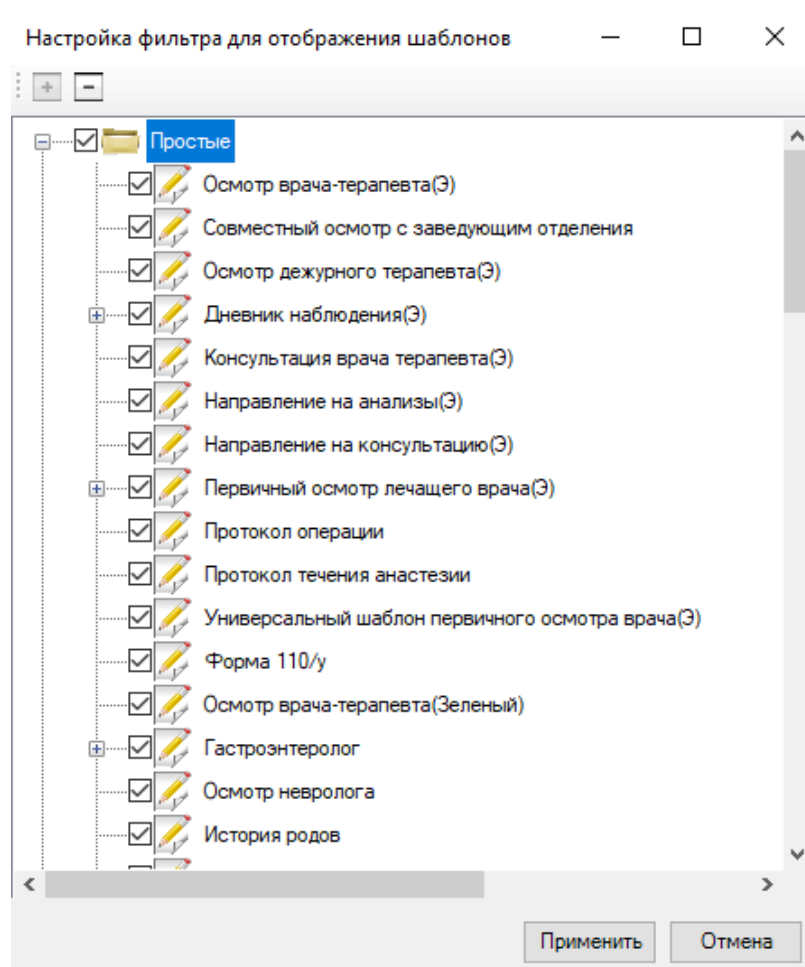 Настройка фильтра для отображения шаблонов
Простые
Осмотр врача-терапевта(Э)
Совместный осмотр с заведующим отделения
Осмотр дежурного терапевта(Э)
Дневник наблюдения(Э)
Консультация врача терапевта(Э)
Направление на анализы(Э)
Направление на консультацию(Э)
Первичный осмотр лечащего врача(Э)
Протокол операции
Протокол течения анастезии
Универсальный шаблон первичного осмотра врача(Э)
Форма 110/у
Осмотр врача-терапевта(Зеленый)
Гастроэнтеролог
Осмотр невролога
История родов
Применить Отмена